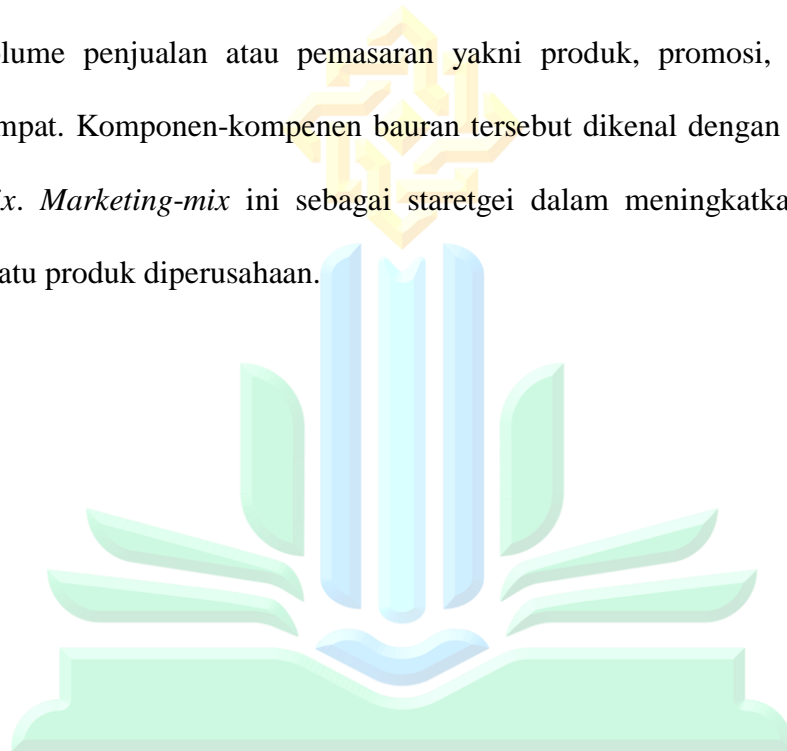 lume penjualan atau pemasaran yakni produk, promosi,
mpat. Komponen-kompenen bauran tersebut dikenal dengan
ix. Marketing-mix ini sebagai staretgei dalam meningkatka
atu produk diperusahaan.